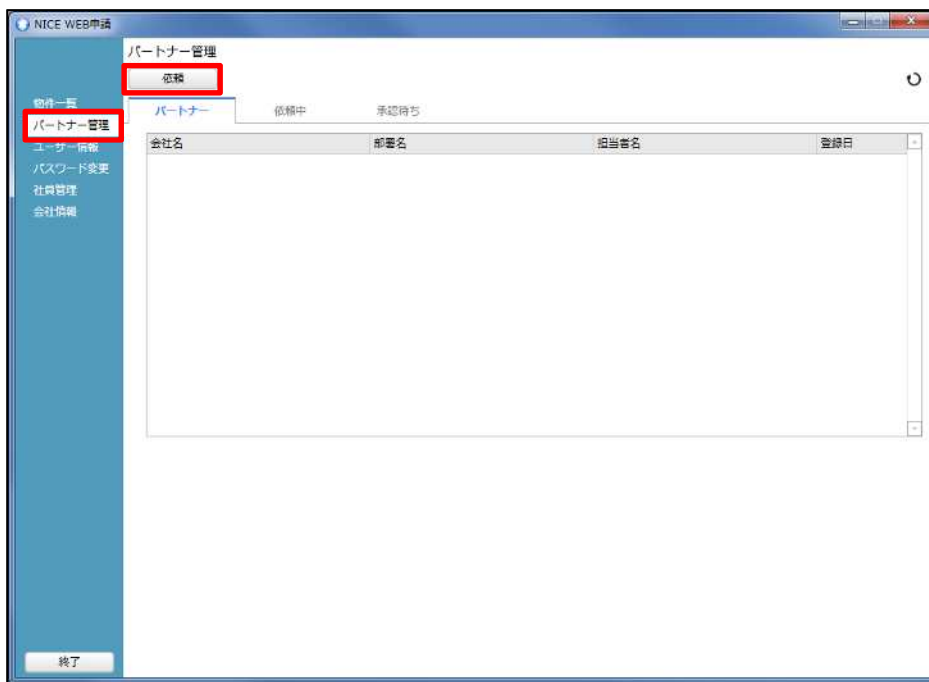 NICE WEB申請
パートナー管理
依頼
物件一覧
パートナー管理
ユーザー情報
パスワード変更
社員管理
会社情報
パートナー
依頼中
承認待ち
会社名
部署名
担当者名
登録日
終了